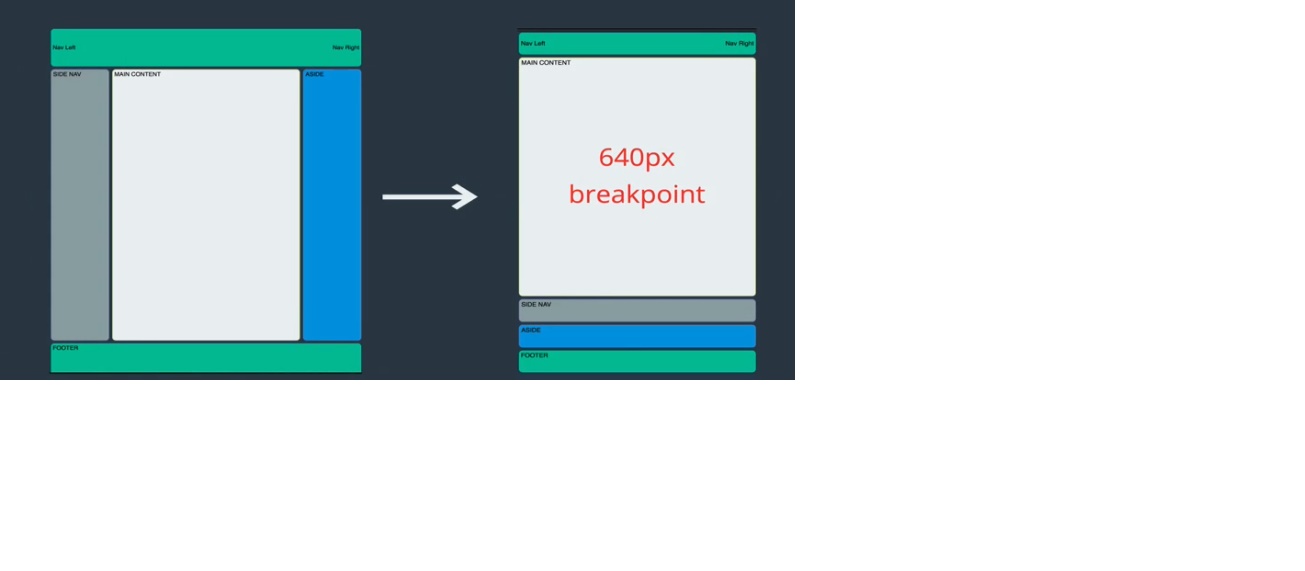 Nav Left
Nav Right
SIDE NAV
MAIN CONTENT
ASIDE
FOOTER
Nav Left
Nav Right
MAIN CONTENT
640px
breakpoint
SIDE NAV
ASIDE
FOOTER